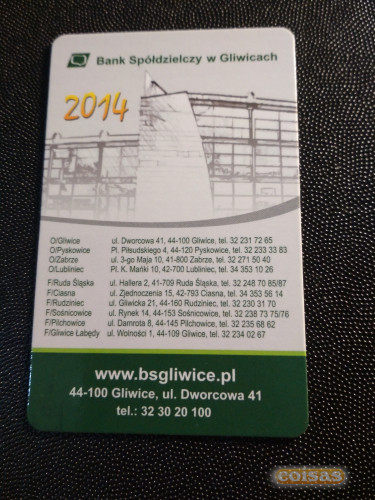 Bank Spółdzielczy w Gliwicach
2014
O/Gliwice ul. Dworcowa 41, 44-100 Gliwice, tel. 32 231 72 65
O/Pyskowice Pl. Piłsudskiego 4, 44-120 Pyskowice, tel. 32 233 33 83
O/Zabrze ul. 3-go Maja 10, 41-800 Zabrze, tel. 32 271 50 40
O/Lubliniec Pl. K. Mańki 10, 42-700 Lubliniec, tel. 34 353 10 26
F/Ruda Śląska ul. Hallera 2, 41-709 Ruda Śląska, tel. 32 248 70 85/87
F/Ciasna ul. Zjednoczenia 15, 42-793 Ciasna, tel. 34 353 56 14
F/Rudziniec ul. Gliwicka 21, 44-160 Rudziniec, tel. 32 230 31 70
F/Sośnicowice ul. Rynek 14, 44-153 Sośnicowice, tel. 32 238 73 75/76
F/Pilchowice ul. Damrota 8, 44-145 Pilchowice, tel. 32 235 68 62
F/Gliwice Łabędy ul. Wolności 1, 44-109 Gliwice, tel. 32 234 02 67
www.bsgliwice.pl
44-100 Gliwice, ul. Dworcowa 41
tel.: 32 30 20 100
coisas